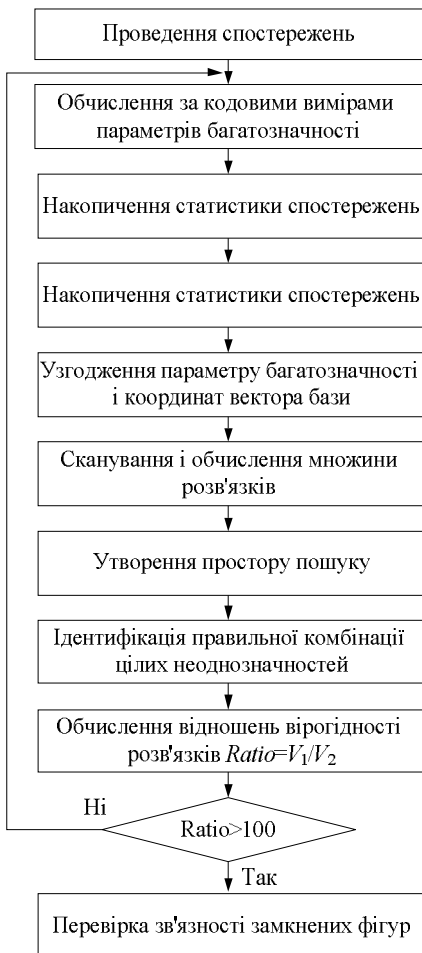 Проведення спостережень
Обчислення за кодовими вимірами
параметрів багатозначності
Накопичення статистики спостережень
Накопичення статистики спостережень
Узгодження параметру багатозначності
і координат вектора бази
Сканування і обчислення множини
розв'язків
Утворення простору пошуку
Ідентифікація правильної комбінації
цілих неоднозначностей
Обчислення відношень вірогідності
розв'язків Ratio=V₁/V₂
Ні
Ratio>100
Так
Перевірка зв'язності замкнених фігур